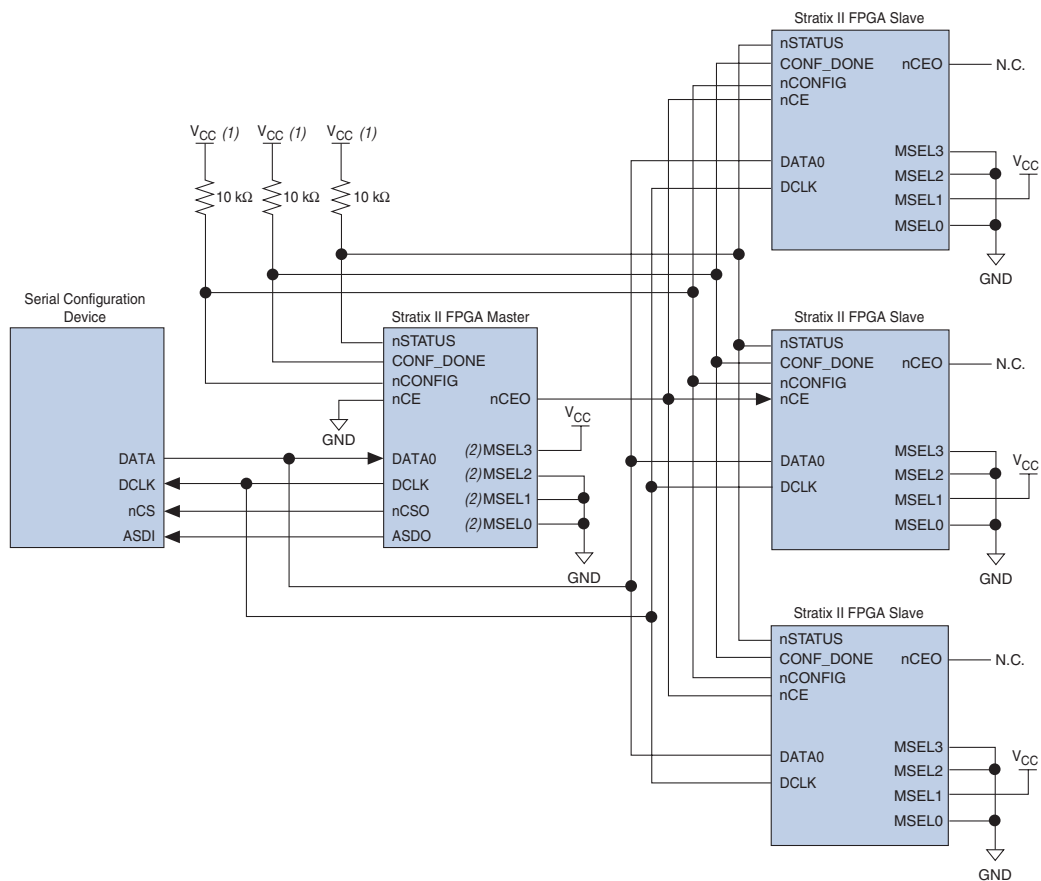 Stratix II FPGA Slave
nSTATUS
CONF_DONE
nCEO
N.C.
nCONFIG
nCE
VCC (1)
VCC (1)
VCC (1)
MSEL3
VCC
DATA0
MSEL2
DCLK
10 kΩ
10 kΩ
10 kΩ
MSEL1
MSEL0
GND
Serial Configuration
Device
Stratix II FPGA Master
nSTATUS
CONF_DONE
nCONFIG
nCE
nCEO
GND
VCC
DATA
DATA0
(2)MSEL3
DCLK
DCLK
(2)MSEL2
nCS
nCSO
(2)MSEL1
ASDI
ASDO
(2)MSEL0
GND
Stratix II FPGA Slave
nSTATUS
CONF_DONE
nCEO
N.C.
nCONFIG
nCE
MSEL3
VCC
DATA0
MSEL2
DCLK
MSEL1
MSEL0
GND
Stratix II FPGA Slave
nSTATUS
CONF_DONE
nCEO
N.C.
nCONFIG
nCE
MSEL3
VCC
DATA0
MSEL2
DCLK
MSEL1
MSEL0
GND